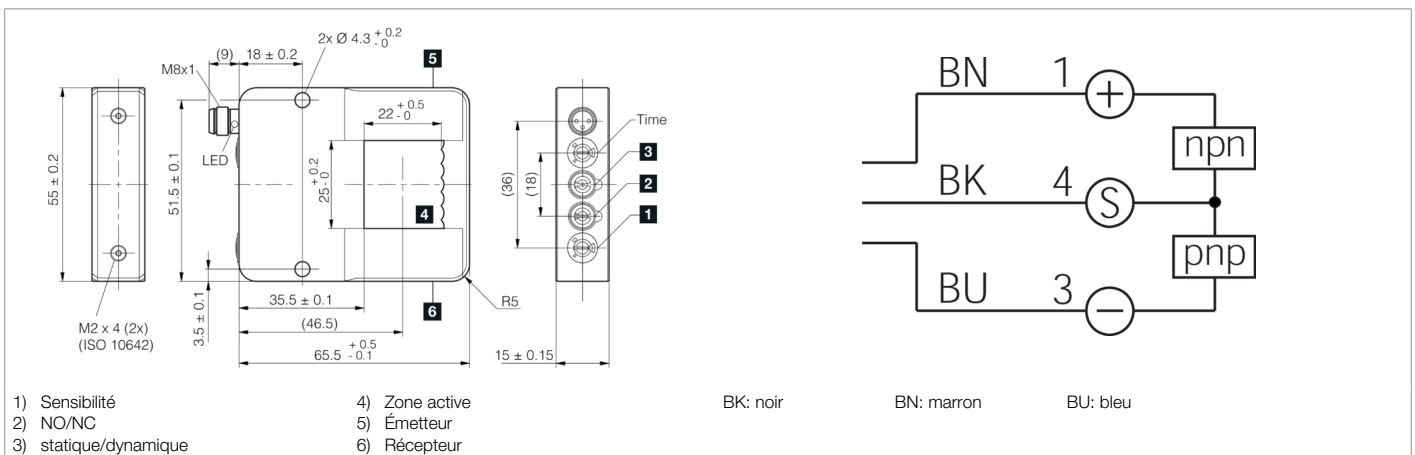 2x Ø 4.3 + 0.2 - 0
(9)
18 ± 0.2
M8x1
LED
5
22 + 0.5 - 0
25 + 0.2 - 0
4
55 ± 0.2
51.5 ± 0.1
3.5 ± 0.1
M2 x 4 (2x)
(ISO 10642)
35.5 ± 0.1
(46.5)
65.5 + 0.5 - 0.1
6
R5
Time
3
2
1
(36)
(18)
15 ± 0.15
BN 1 +
npn
BK 4 S
pnp
BU 3 −
1) Sensibilité
2) NO/NC
3) statique/dynamique
4) Zone active
5) Émetteur
6) Récepteur
BK: noir
BN: marron
BU: bleu